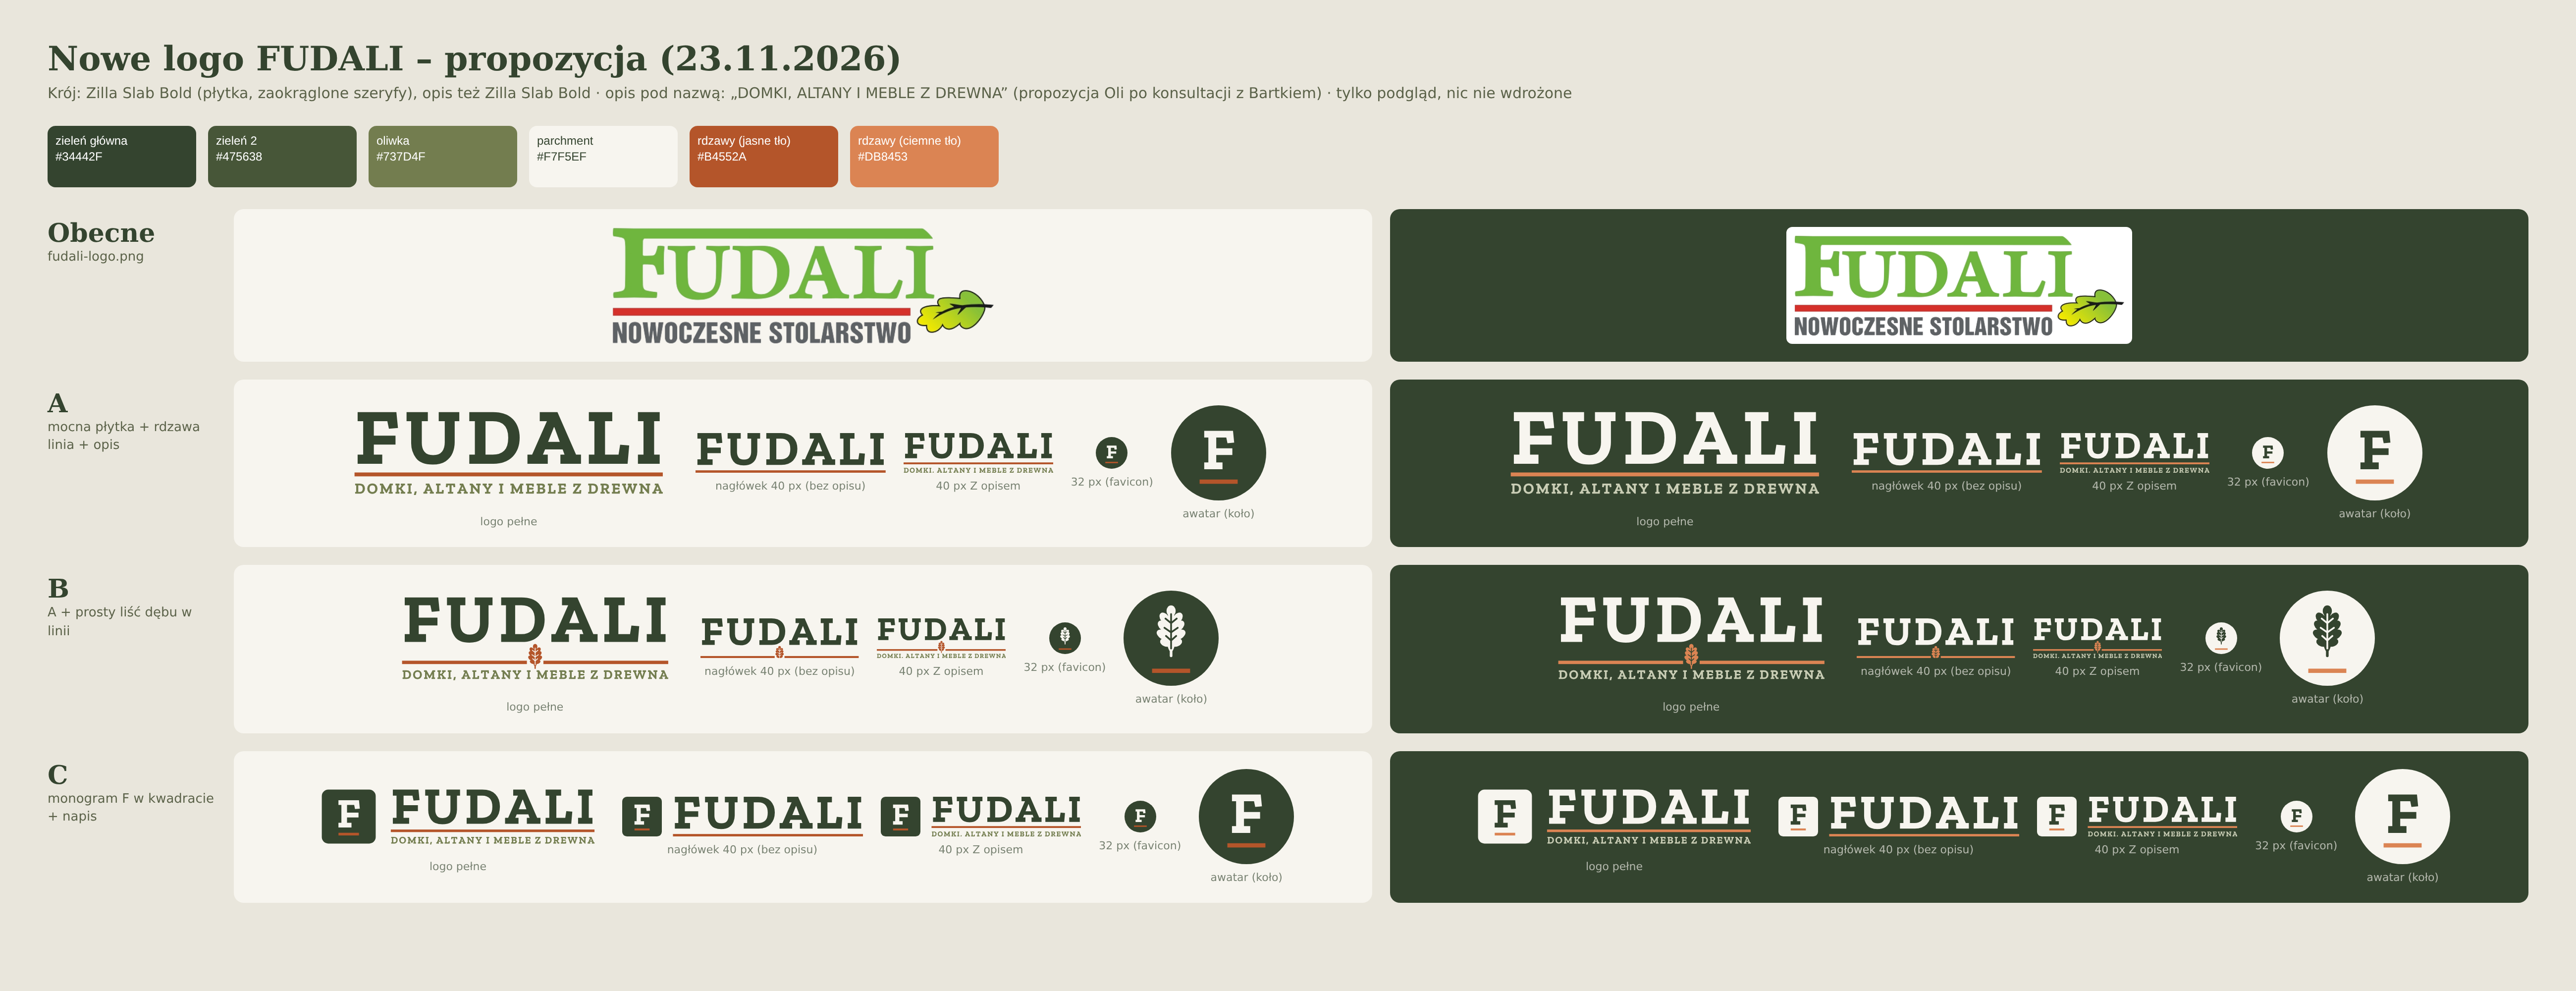 Nowe logo FUDALI – propozycja (23.11.2026)
Krój: Zilla Slab Bold (płytka, zaokrąglone szeryfy), opis też Zilla Slab Bold · opis pod nazwą: „DOMKI, ALTANY I MEBLE Z DREWNA” (propozycja Oli po konsultacji z Bartkiem) · tylko podgląd, nic nie wdrożone
zieleń główna
#34442F
zieleń 2
#475638
oliwka
#737D4F
parchment
#F7F5EF
rdzawy (jasne tło)
#B4552A
rdzawy (ciemne tło)
#DB8453
Obecne
fudali-logo.png
FUDALI
NOWOCZESNE STOLARSTWO
FUDALI
NOWOCZESNE STOLARSTWO
A
mocna płytka + rdzawa
linia + opis
FUDALI
DOMKI, ALTANY I MEBLE Z DREWNA
logo pełne
FUDALI
nagłówek 40 px (bez opisu)
FUDALI
DOMKI, ALTANY I MEBLE Z DREWNA
40 px Z opisem
F
32 px (favicon)
F
awatar (koło)
FUDALI
DOMKI, ALTANY I MEBLE Z DREWNA
logo pełne
FUDALI
nagłówek 40 px (bez opisu)
FUDALI
DOMKI, ALTANY I MEBLE Z DREWNA
40 px Z opisem
F
32 px (favicon)
F
awatar (koło)
B
A + prosty liść dębu w
linii
FUDALI
DOMKI, ALTANY I MEBLE Z DREWNA
logo pełne
FUDALI
nagłówek 40 px (bez opisu)
FUDALI
DOMKI, ALTANY I MEBLE Z DREWNA
40 px Z opisem
32 px (favicon)
awatar (koło)
FUDALI
DOMKI, ALTANY I MEBLE Z DREWNA
logo pełne
FUDALI
nagłówek 40 px (bez opisu)
FUDALI
DOMKI, ALTANY I MEBLE Z DREWNA
40 px Z opisem
32 px (favicon)
awatar (koło)
C
monogram F w kwadracie
+ napis
F
FUDALI
DOMKI, ALTANY I MEBLE Z DREWNA
logo pełne
F
FUDALI
nagłówek 40 px (bez opisu)
F
FUDALI
DOMKI, ALTANY I MEBLE Z DREWNA
40 px Z opisem
F
32 px (favicon)
F
awatar (koło)
F
FUDALI
DOMKI, ALTANY I MEBLE Z DREWNA
logo pełne
F
FUDALI
nagłówek 40 px (bez opisu)
F
FUDALI
DOMKI, ALTANY I MEBLE Z DREWNA
40 px Z opisem
F
32 px (favicon)
F
awatar (koło)